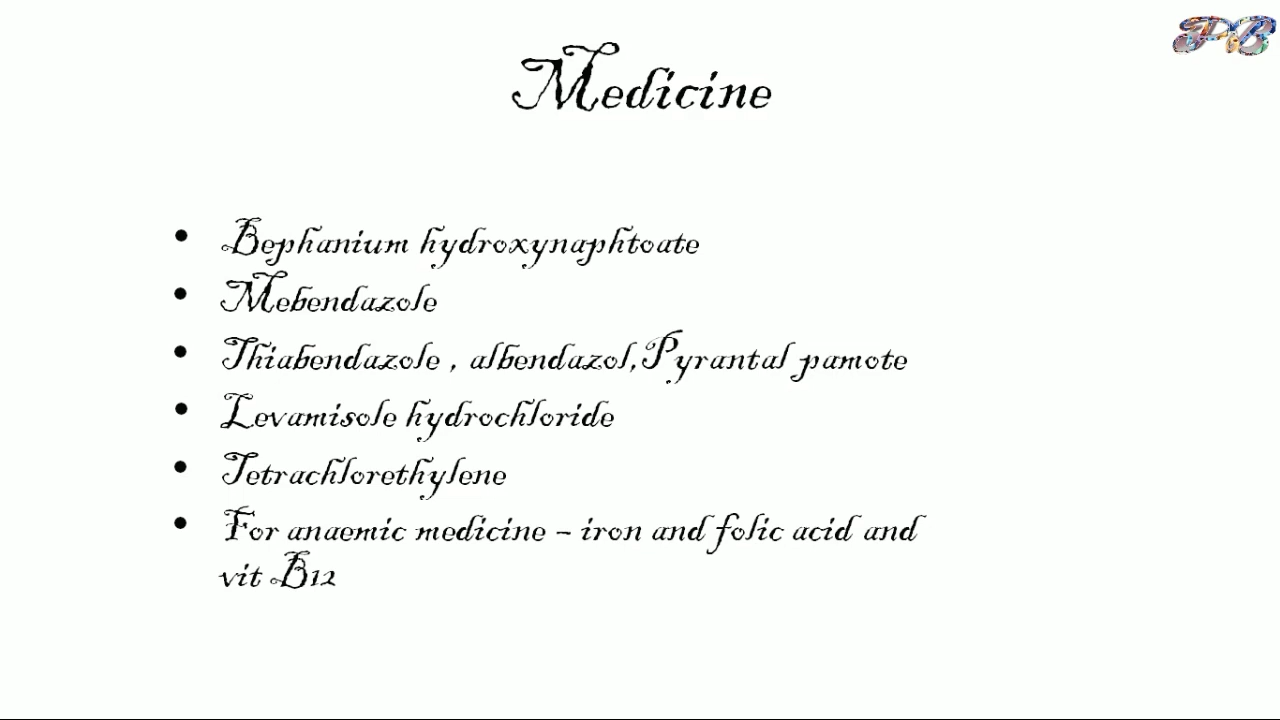 PB
Medicine
• Bephanium hydroxynaphtoate
• Mebendazole
• Thiabendazole , albendazol,Pyrantal pamote
• Levamisole hydrochloride
• Tetrachlorethylene
• For anaemic medicine – iron and folic acid and
vit B12